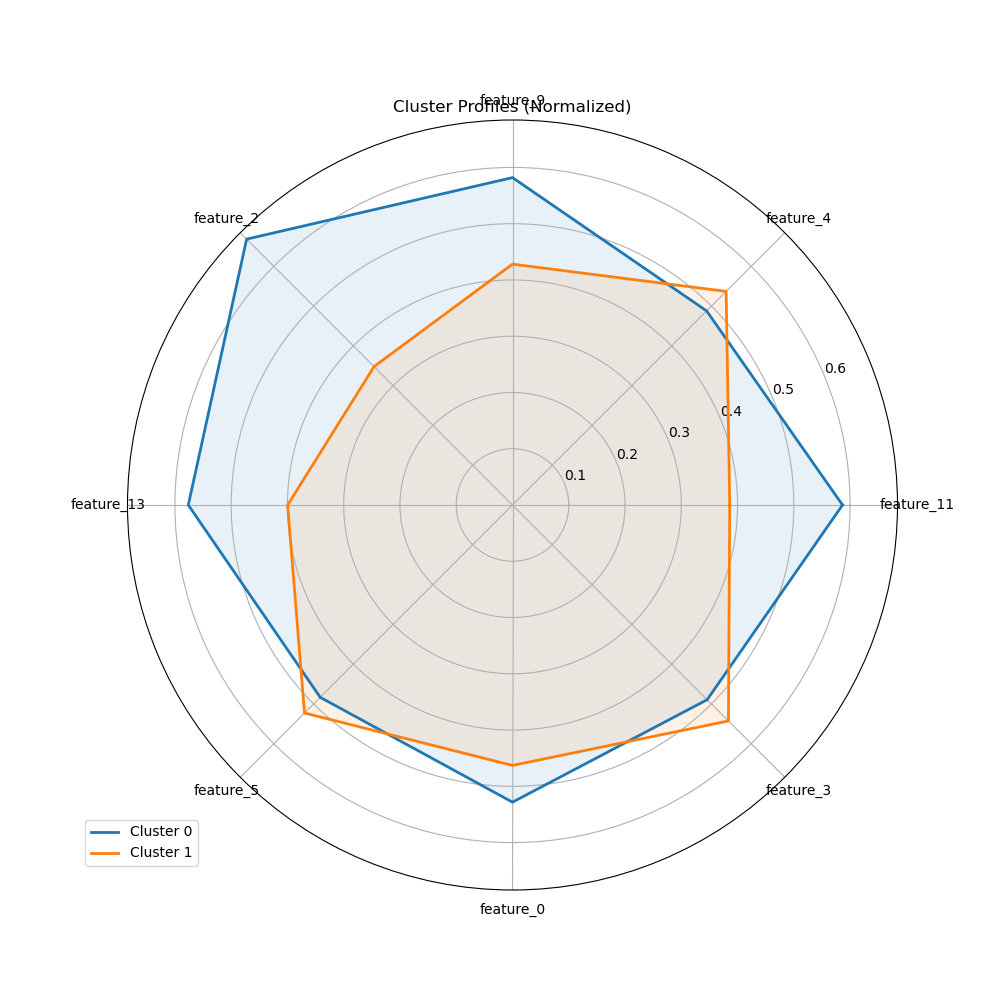 feature_9
Cluster Profiles (Normalized)
feature_2
feature_4
0.6
0.5
0.4
0.3
0.2
0.1
feature_13
feature_11
feature_5
feature_3
Cluster 0
Cluster 1
feature_0